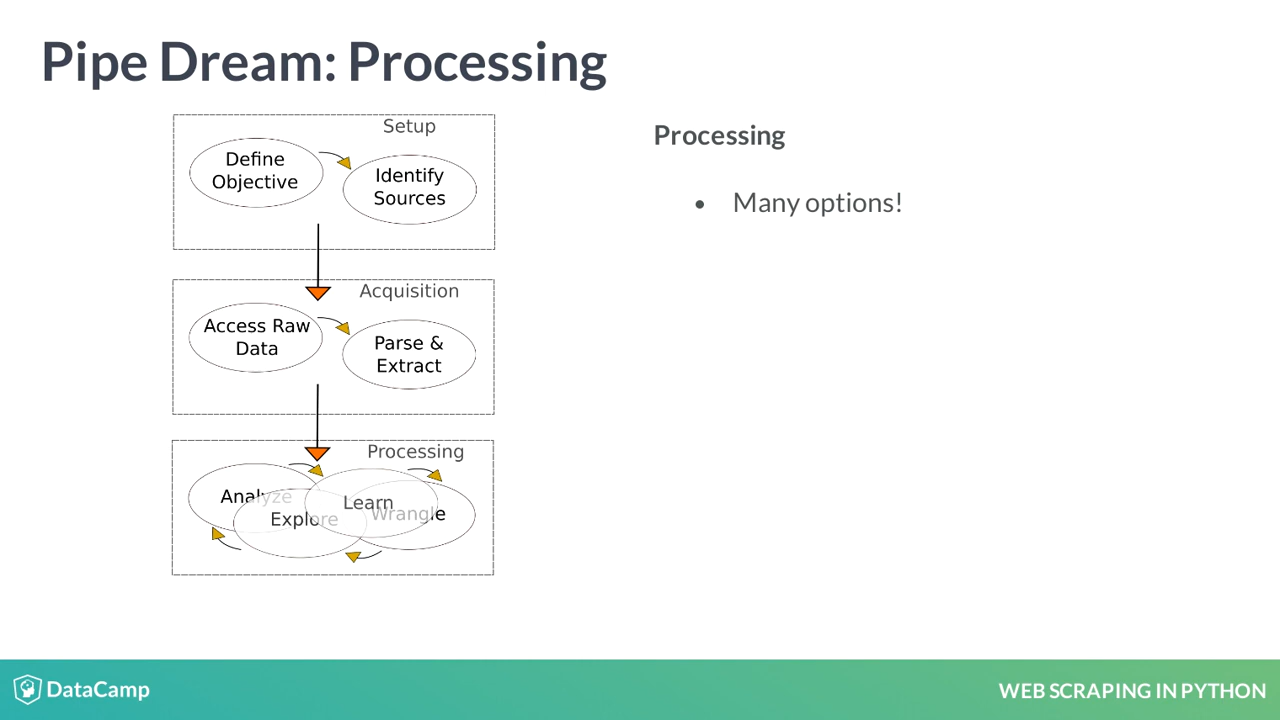 Pipe Dream: Processing
Setup
Define
Objective
Identify
Sources
Acquisition
Access Raw
Data
Parse &
Extract
Processing
Analyze
Explore
Learn
Wrangle
Processing
• Many options!
DataCamp
WEB SCRAPING IN PYTHON